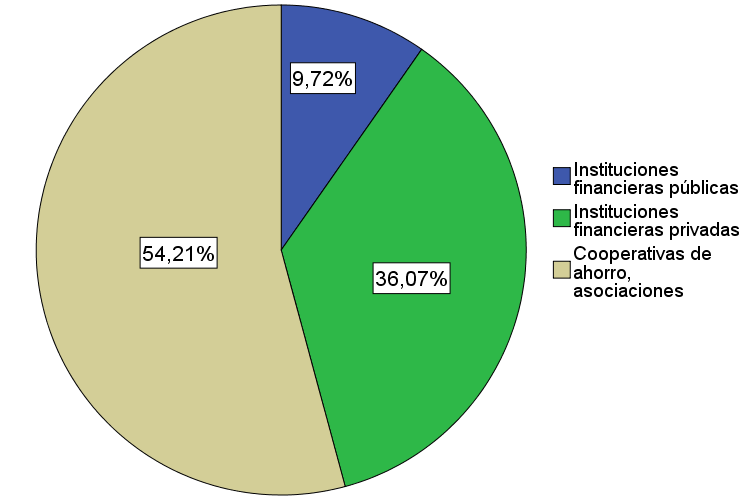 9,72%
36,07%
54,21%
Instituciones
financieras públicas
Instituciones
financieras privadas
Cooperativas de
ahorro,
asociaciones